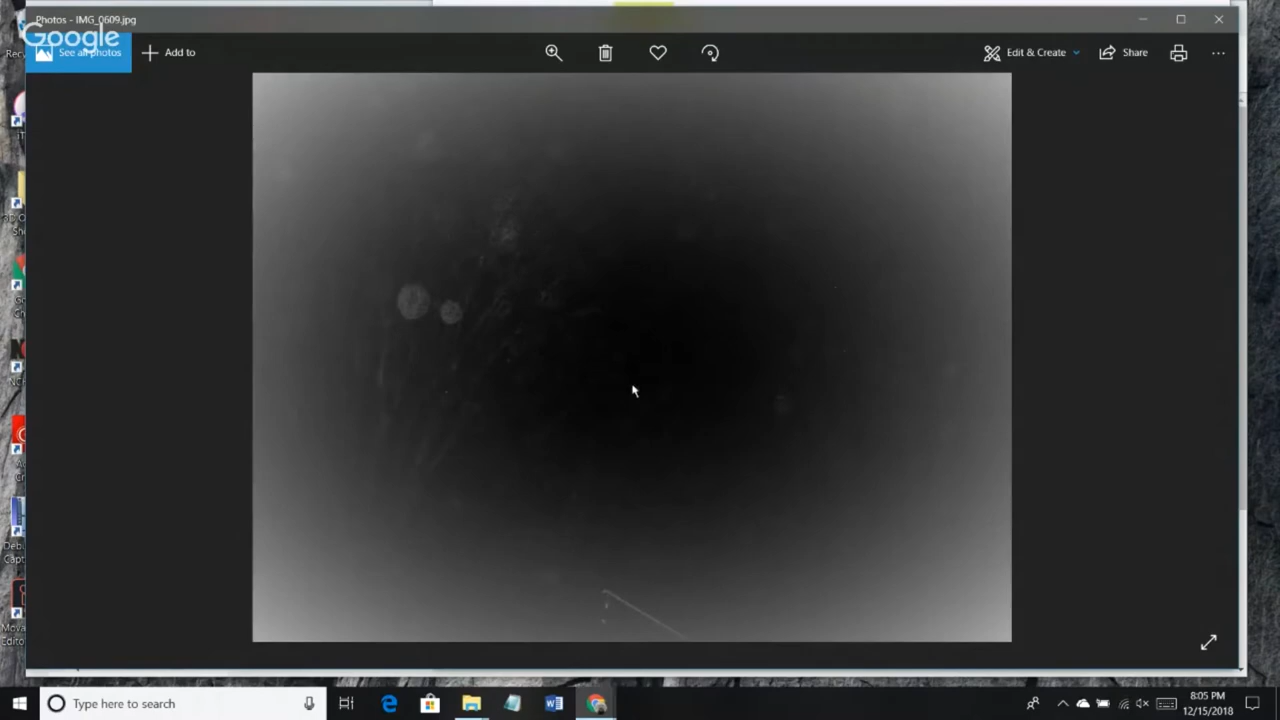 Photos - IMG_0609.jpg
Google
See all photos
Add to
Edit & Create
Share
Type here to search
8:05 PM
12/15/2018